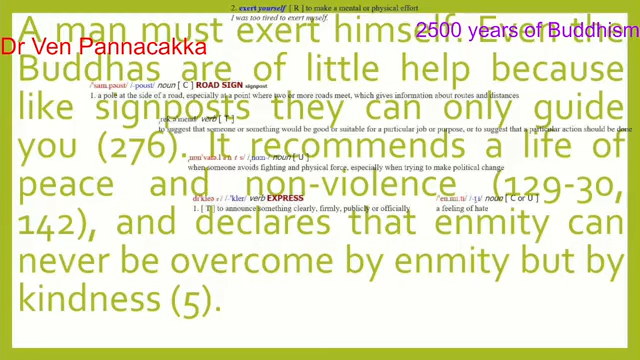 2. exert yourself [ R ] to make a mental or physical effort
I was too tired to exert myself.
2500 years of Buddhism
Dr Ven Pannacakka
A man must exert himself. Even the
Buddhas are of little help because
/ˈsaɪn.pəʊst/ /-poʊst/ noun [ C ] ROAD SIGN signpost
1. a pole at the side of a road, especially at a point where two or more roads meet, which gives information about routes and distances
like signposts they can only guide
verb [ T ]
to suggest that someone or something would be good or suitable for a particular job or purpose, or to suggest that a particular action should be done
you (276). It recommends a life of
noun [ U ]
when someone avoids fighting and physical force, especially when trying to make political change
peace and non-violence (129-30,
/-ˈkler/ verb EXPRESS
1. [ T ] to announce something clearly, firmly, publicly or officially
noun [ C or U ]
a feeling of hate
142), and declares that enmity can
never be overcome by enmity but by
kindness (5).